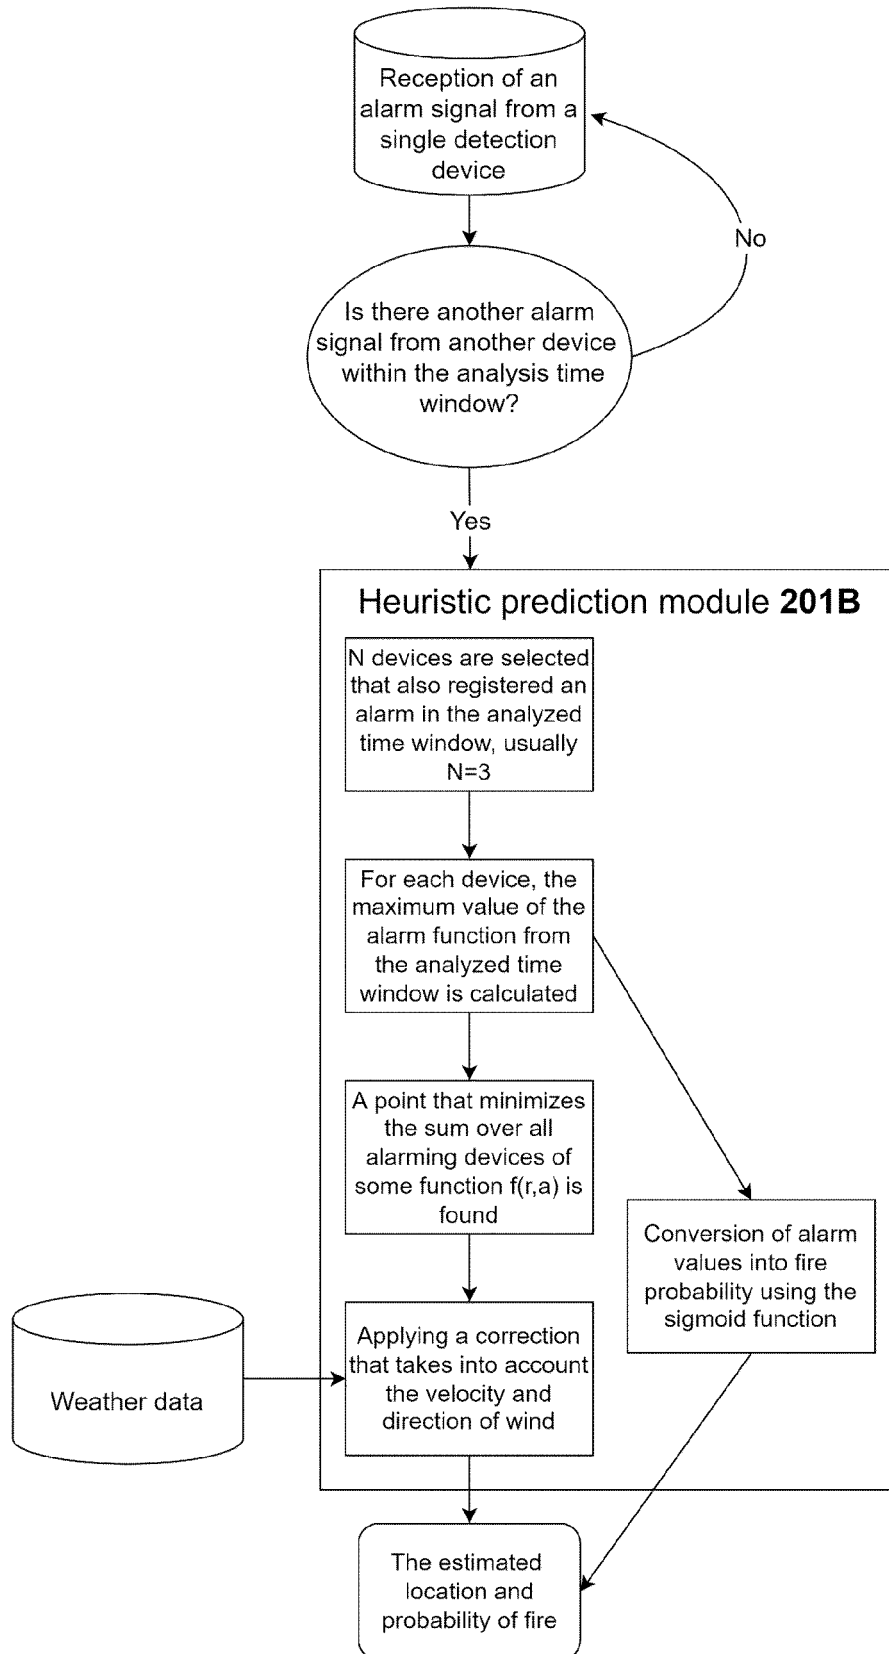 Reception of an
alarm signal from a
single detection
device
No
Is there another alarm
signal from another device
within the analysis time
window?
Yes
Heuristic prediction module 201B
N devices are selected
that also registered an
alarm in the analyzed
time window, usually
N=3
For each device, the
maximum value of the
alarm function from
the analyzed time
window is calculated
A point that minimizes
the sum over all
alarming devices of
some function f(r,a) is
found
Conversion of alarm
values into fire
probability using the
sigmoid function
Applying a correction
that takes into account
the velocity and
direction of wind
Weather data
The estimated
location and
probability of fire